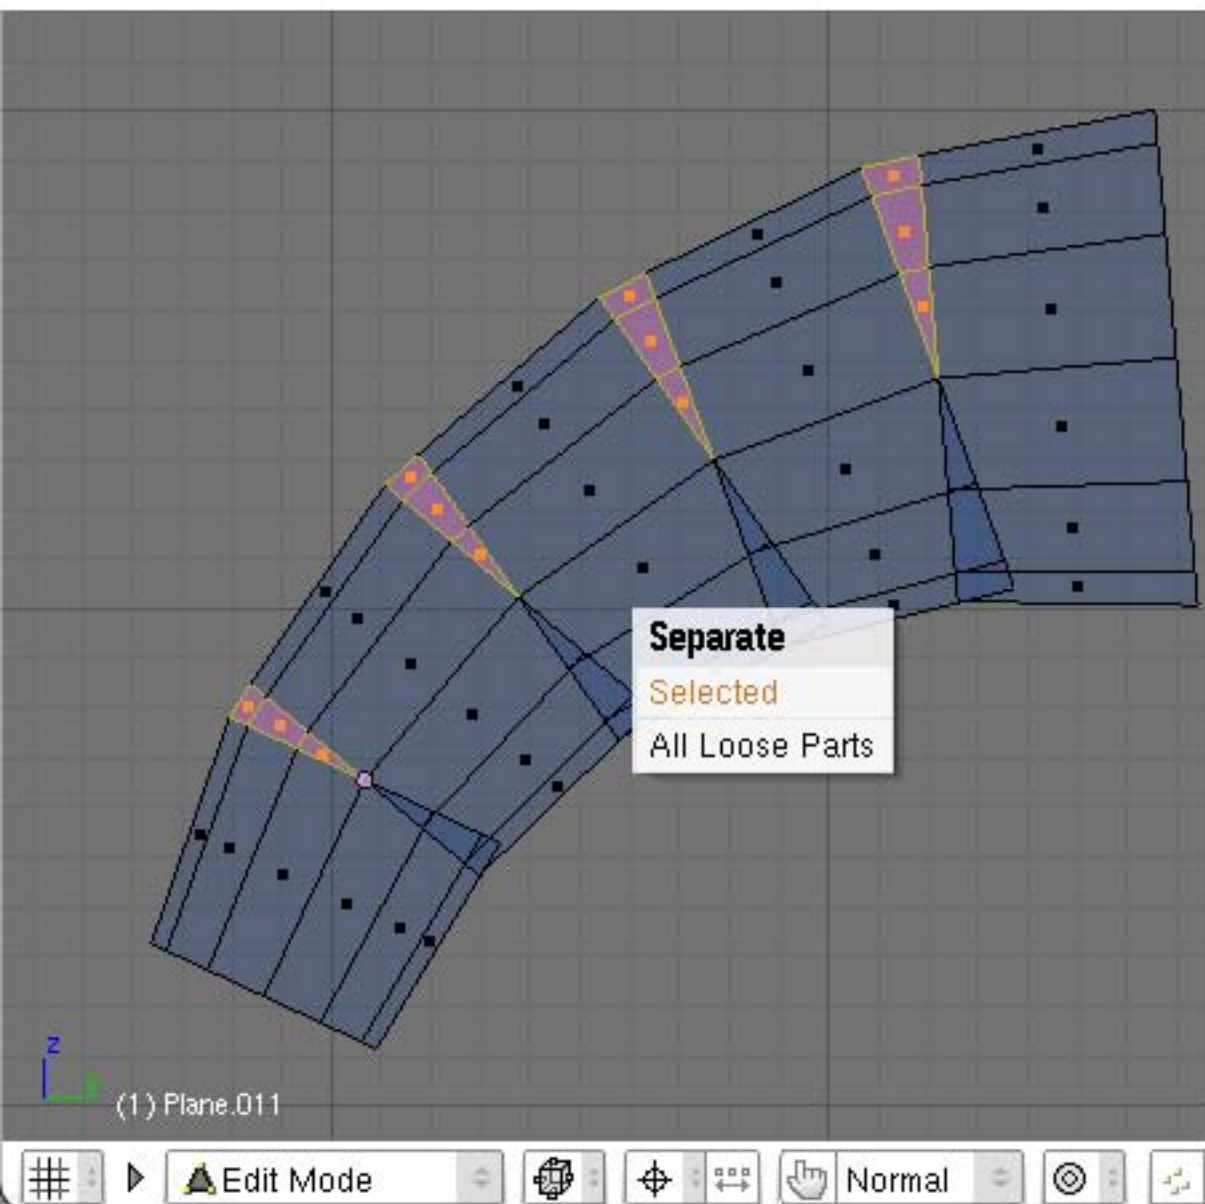 Separate
Selected
All Loose Parts
z
(1) Plane.011
Edit Mode
Normal